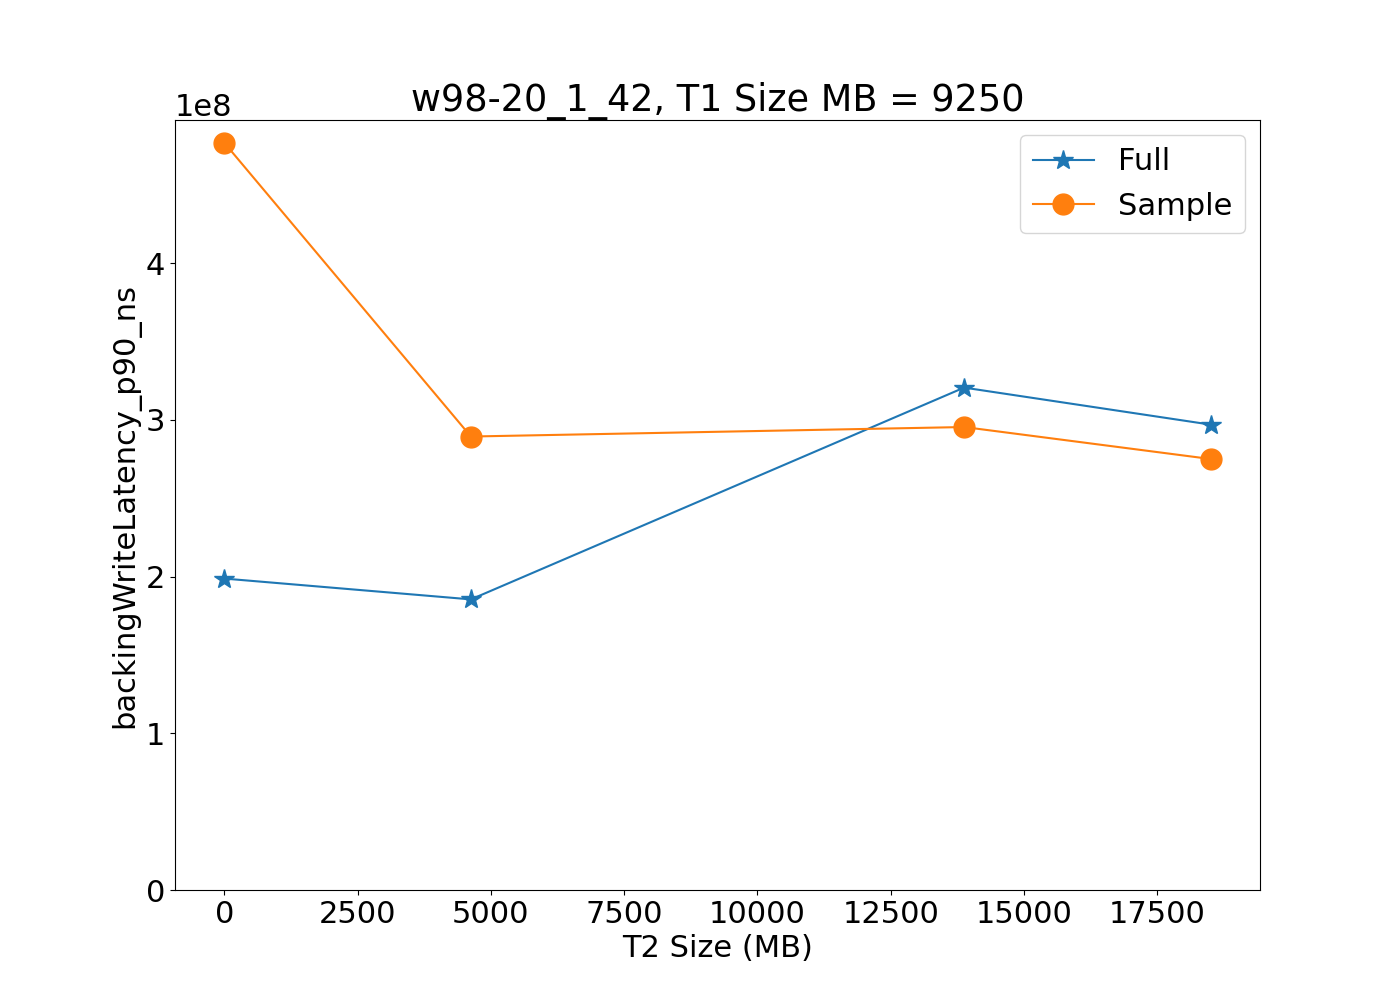 w98-20_1_42, T1 Size MB = 9250
1e8
Full
Sample
4
3
2
1
0
backingWriteLatency_p90_ns
0 2500 5000 7500 10000 12500 15000 17500
T2 Size (MB)